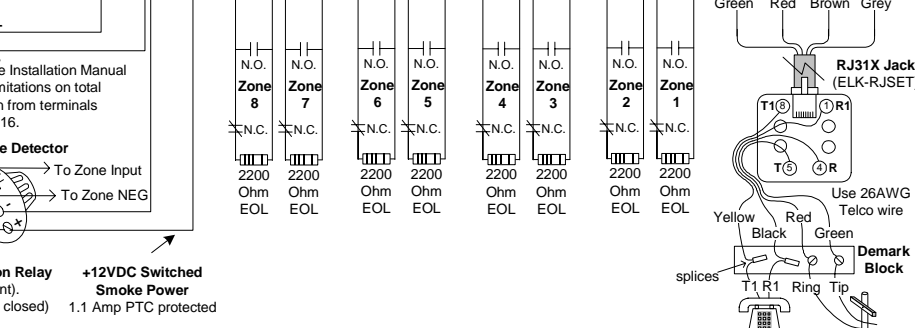 Green Red Brown Grey
e Installation Manual
mitations on total
n from terminals
16.
e Detector
To Zone Input
To Zone NEG
-
+
on Relay
nt).
closed)
+12VDC Switched
Smoke Power
1.1 Amp PTC protected
N.O.
Zone
8
N.C.
2200
Ohm
EOL
N.O.
Zone
7
N.C.
2200
Ohm
EOL
N.O.
Zone
6
N.C.
2200
Ohm
EOL
N.O.
Zone
5
N.C.
2200
Ohm
EOL
N.O.
Zone
4
N.C.
2200
Ohm
EOL
N.O.
Zone
3
N.C.
2200
Ohm
EOL
N.O.
Zone
2
N.C.
2200
Ohm
EOL
N.O.
Zone
1
N.C.
2200
Ohm
EOL
RJ31X Jack
(ELK-RJSET)
T1 8 1 R1
T 5 4 R
Use 26AWG
Telco wire
Yellow Red
Black Green
Demark
Block
splices
T1 R1 Ring Tip